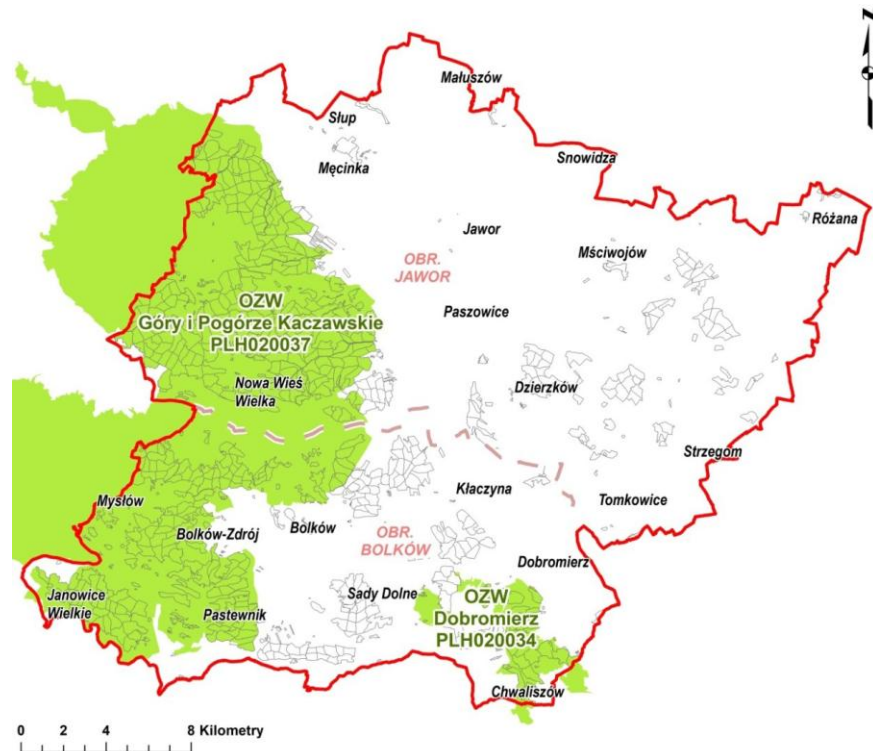 N
Małuszów
Słup
Snowidza
Męcinka
Różana
Jawor
Mściwojów
OBR.
JAWOR
OZW
Góry i Pogórze Kaczawskie
PLH020037
Paszowice
Nowa Wieś
Wielka
Dzierzków
Strzegom
Kłaczyna
Tomkowice
Mysłów
Bolków-Zdrój
Bolków
OBR.
BOLKÓW
Dobromierz
Janowice
Wielkie
Pastewnik
Sady Dolne
OZW
Dobromierz
PLH020034
Chwaliszów
0 2 4 8 Kilometry